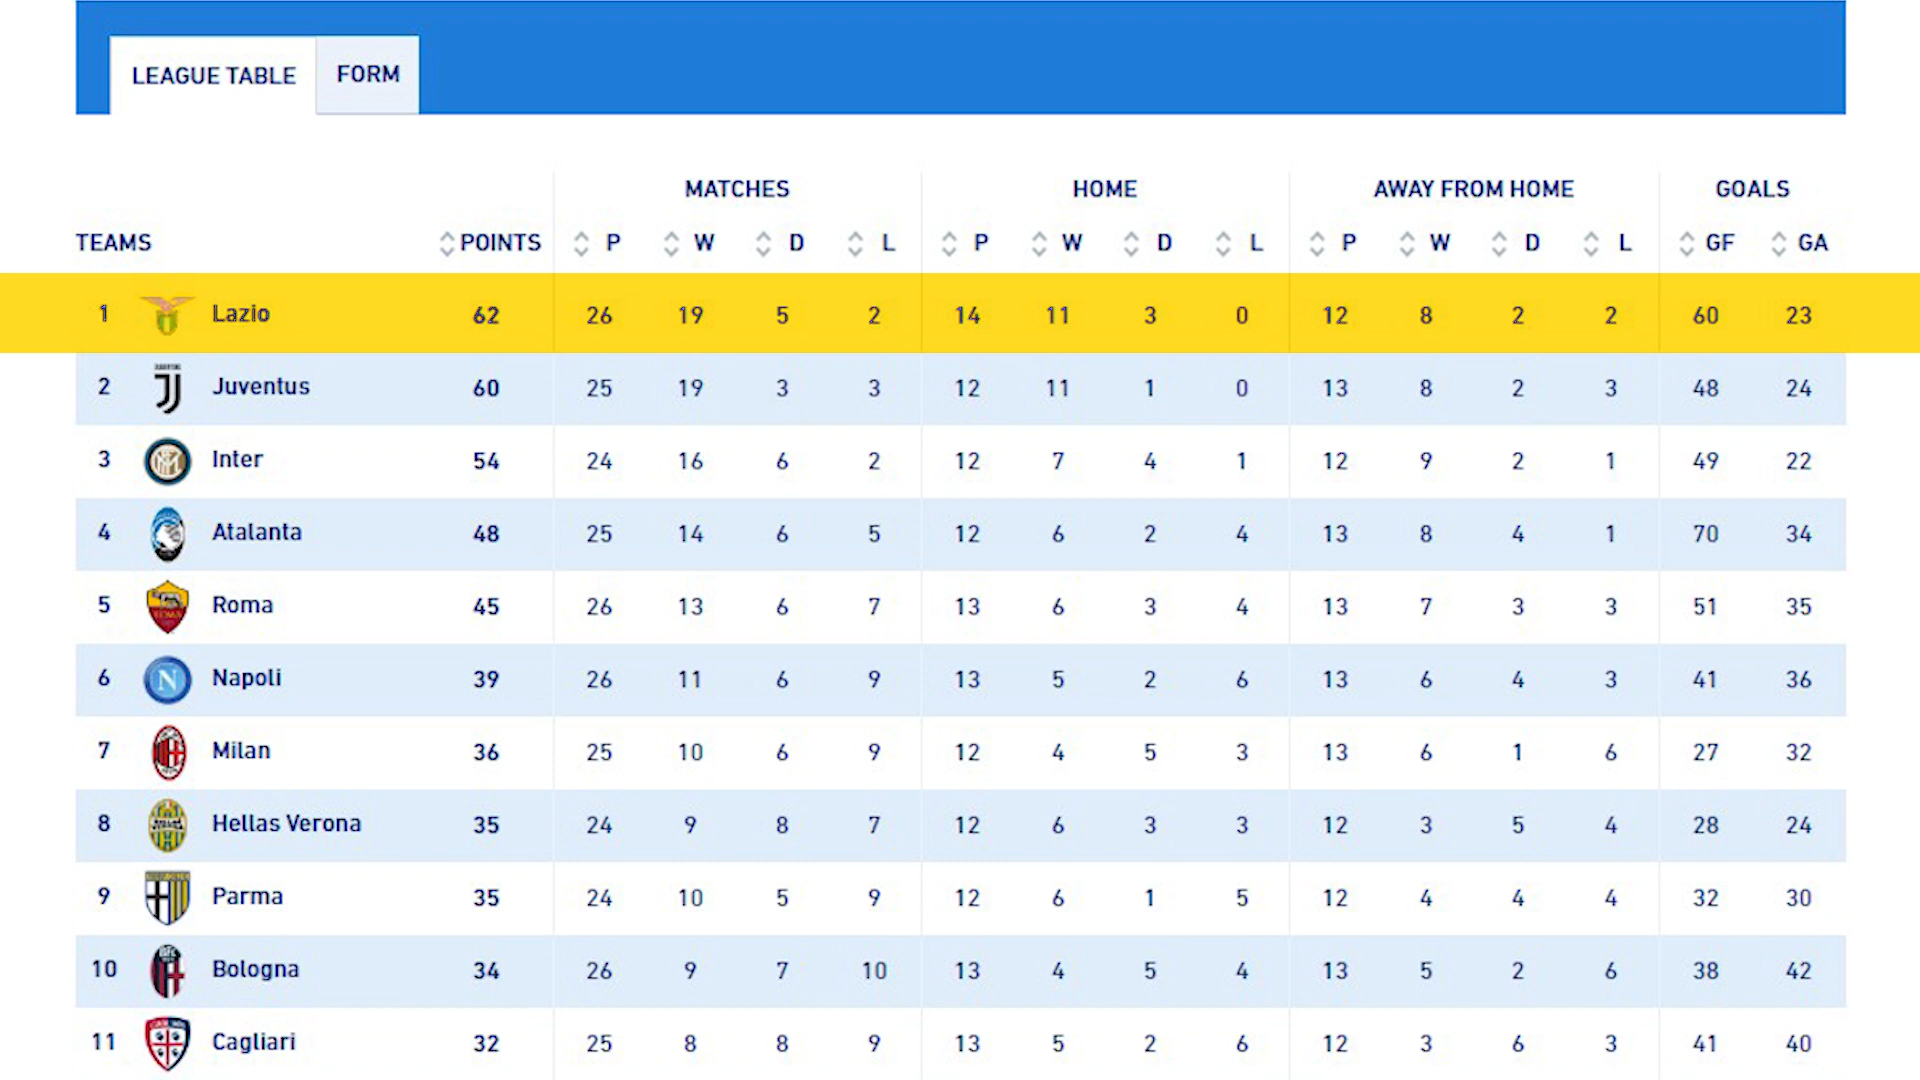 LEAGUE TABLE FORM
MATCHES HOME AWAY FROM HOME GOALS
TEAMS POINTS P W D L P W D L P W D L GF GA
1 Lazio 62 26 19 5 2 14 11 3 0 12 8 2 2 60 23
2 Juventus 60 25 19 3 3 12 11 1 0 13 8 2 3 48 24
3 Inter 54 24 16 6 2 12 7 4 1 12 9 2 1 49 22
4 Atalanta 48 25 14 6 5 12 6 2 4 13 8 4 1 70 34
5 Roma 45 26 13 6 7 13 6 3 4 13 7 3 3 51 35
6 Napoli 39 26 11 6 9 13 5 2 6 13 6 4 3 41 36
7 Milan 36 25 10 6 9 12 4 5 3 13 6 1 6 27 32
8 Hellas Verona 35 24 9 8 7 12 6 3 3 12 3 5 4 28 24
9 Parma 35 24 10 5 9 12 6 1 5 12 4 4 4 32 30
10 Bologna 34 26 9 7 10 13 4 5 4 13 5 2 6 38 42
11 Cagliari 32 25 8 8 9 13 5 2 6 12 3 6 3 41 40